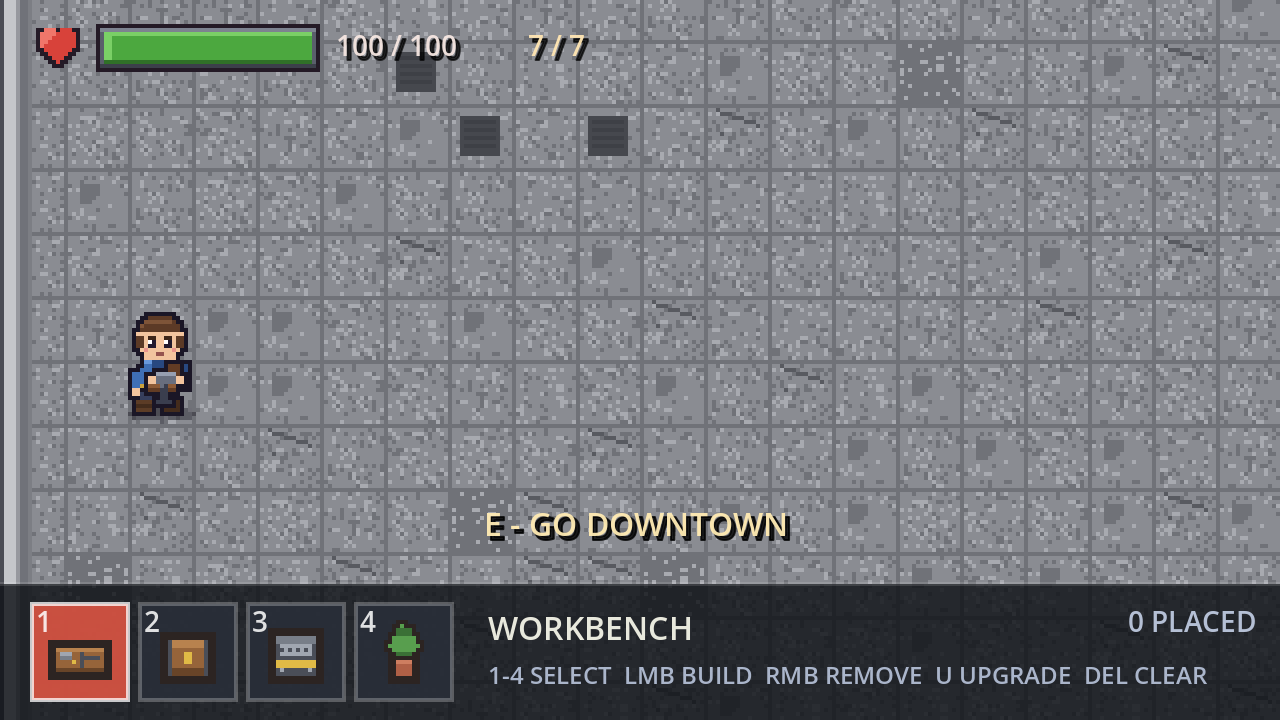 100 / 100 7 / 7
E - GO DOWNTOWN
1 2 3 4
WORKBENCH
0 PLACED
1-4 SELECT LMB BUILD RMB REMOVE U UPGRADE DEL CLEAR